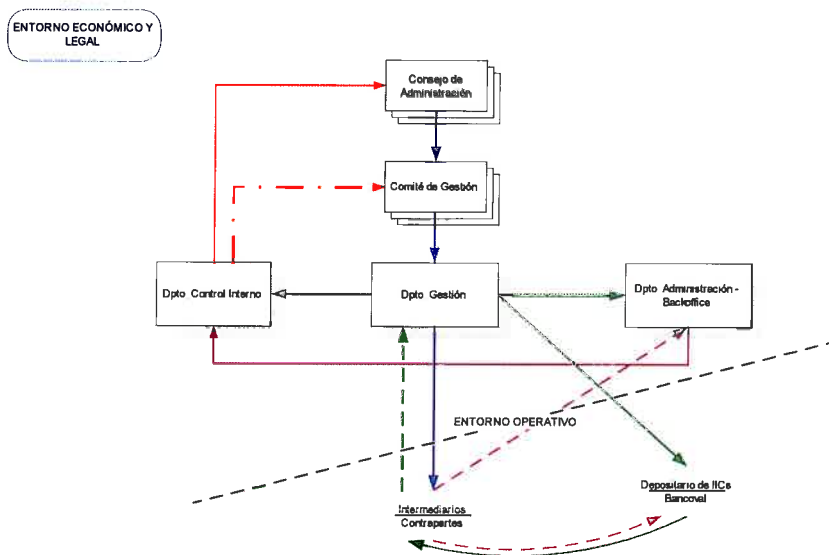 ENTORNO ECONÓMICO Y
LEGAL
Consejo de
Administración
Comité de Gestión
Dpto Control Interno
Dpto Gestión
Dpto Administración -
Backoffice
ENTORNO OPERATIVO
Depositario de IICs
Bancoval
Intermediarios
Contrapartes